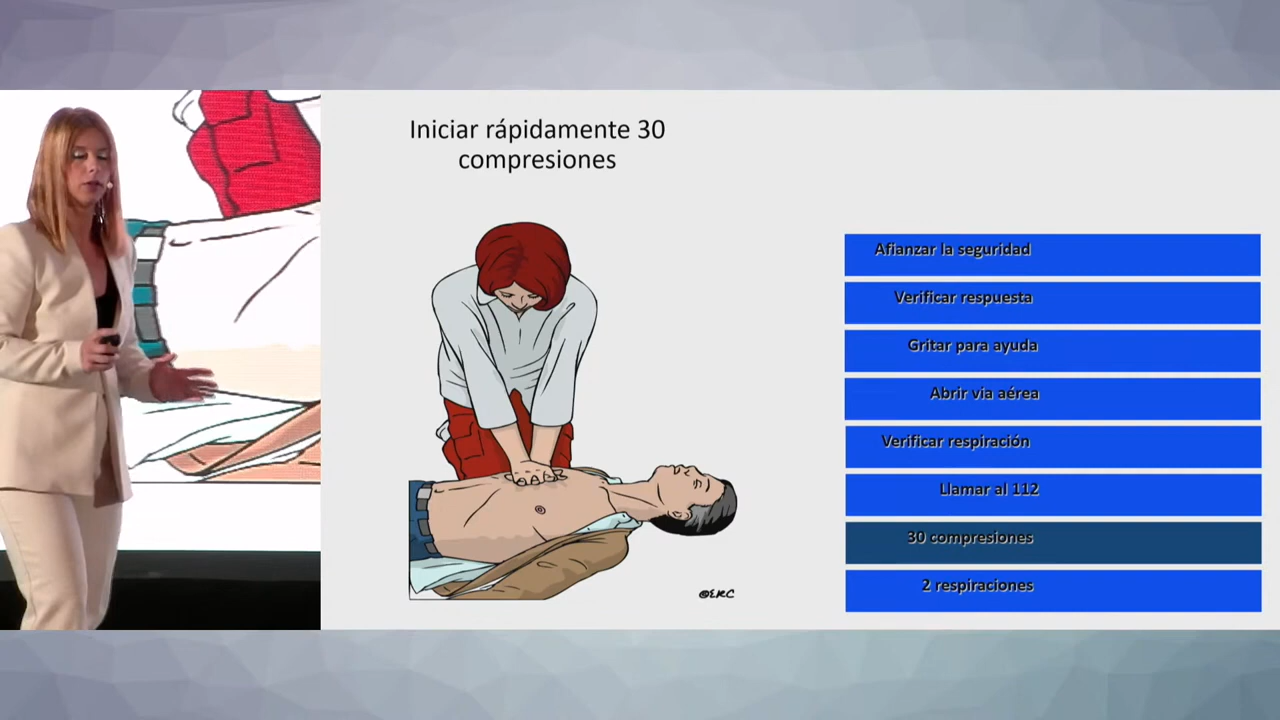 Iniciar rápidamente 30
compresiones
Afianzar la seguridad
Verificar respuesta
Gritar para ayuda
Abrir via aérea
Verificar respiración
Llamar al 112
30 compresiones
2 respiraciones
@ERC